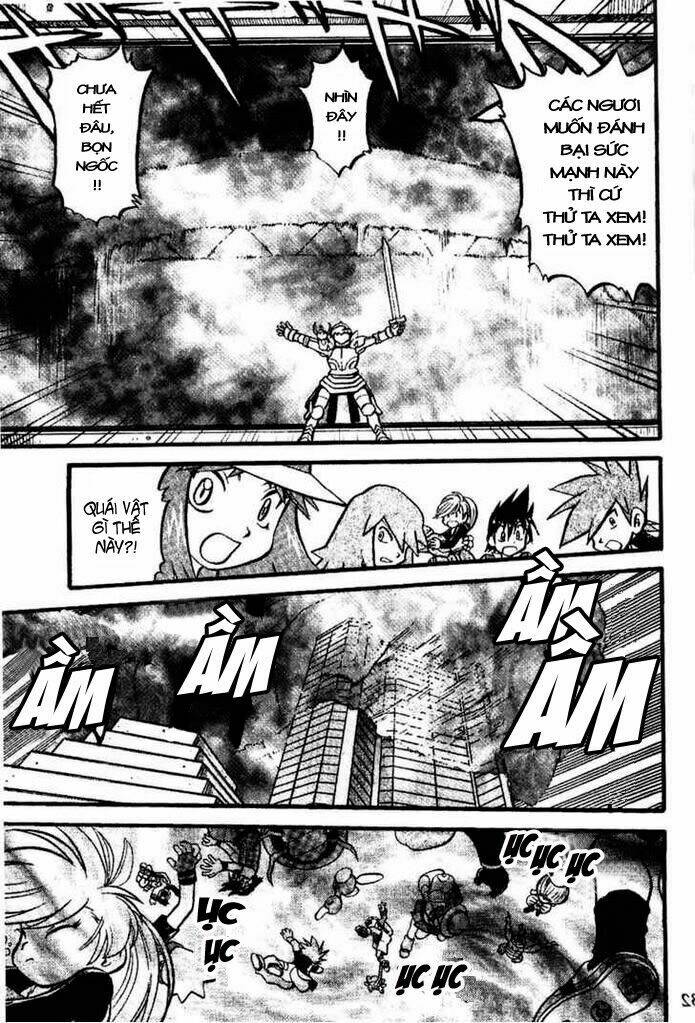 CÁC NGƯƠI
MUỐN ĐÁNH
BẠI SỨC
MẠNH NÀY
THÌ CỨ
THỬ TA XEM!
THỬ TA XEM!
NHÌN
ĐÂY
!!
CHƯA
HẾT
ĐÂU,
BỌN
NGỐC
!!
QUÁI VẬT
GÌ THẾ
NÀY?!
ẦM
ẦM
ẦM
ẦM
ỤC
ỤC
ỤC
ỤC
ỤC
ỤC ỤC